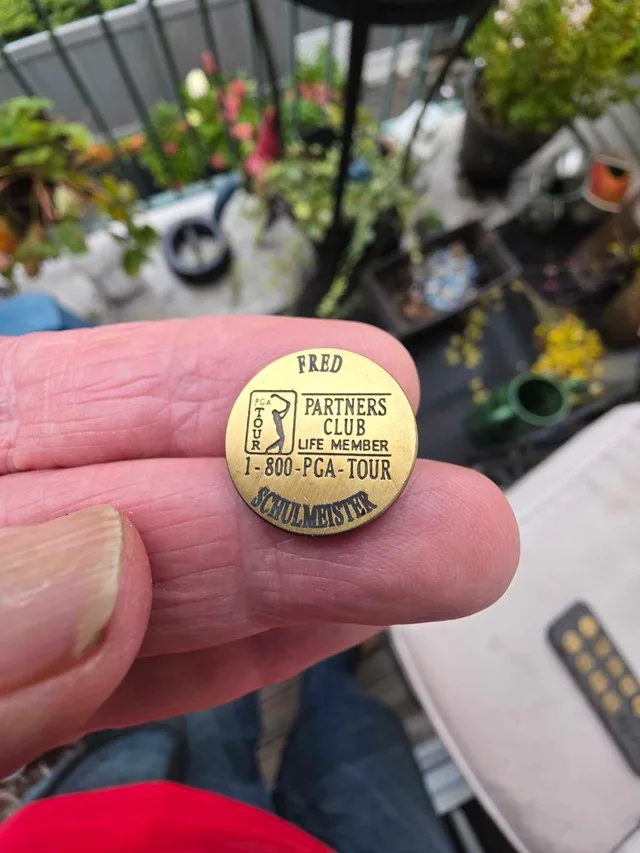 FRED
PGA
TOUR
PARTNERS
CLUB
LIFE MEMBER
1-800-PGA-TOUR
SCHULMEISTER